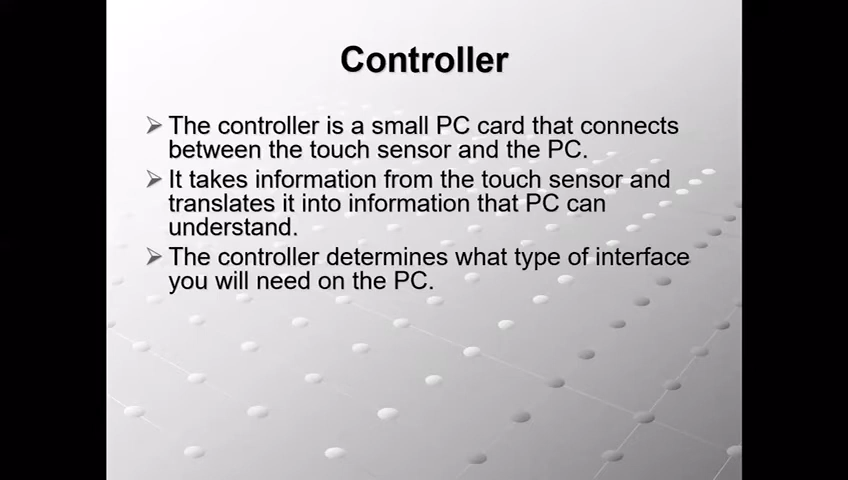 Controller
The controller is a small PC card that connects
between the touch sensor and the PC.
It takes information from the touch sensor and
translates it into information that PC can
understand.
The controller determines what type of interface
you will need on the PC.